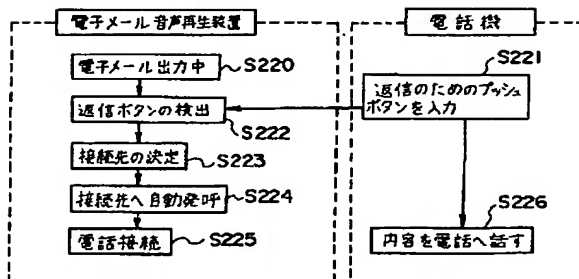 電子メール音声再生装置
電話機
電子メール出力中
S220
S221
返信のためのプッシュ
ボタンを入力
返信ボタンの検出
S222
接続先の決定
S223
接続先へ自動発呼
S224
電話接続
S225
S226
内容を電話へ話す